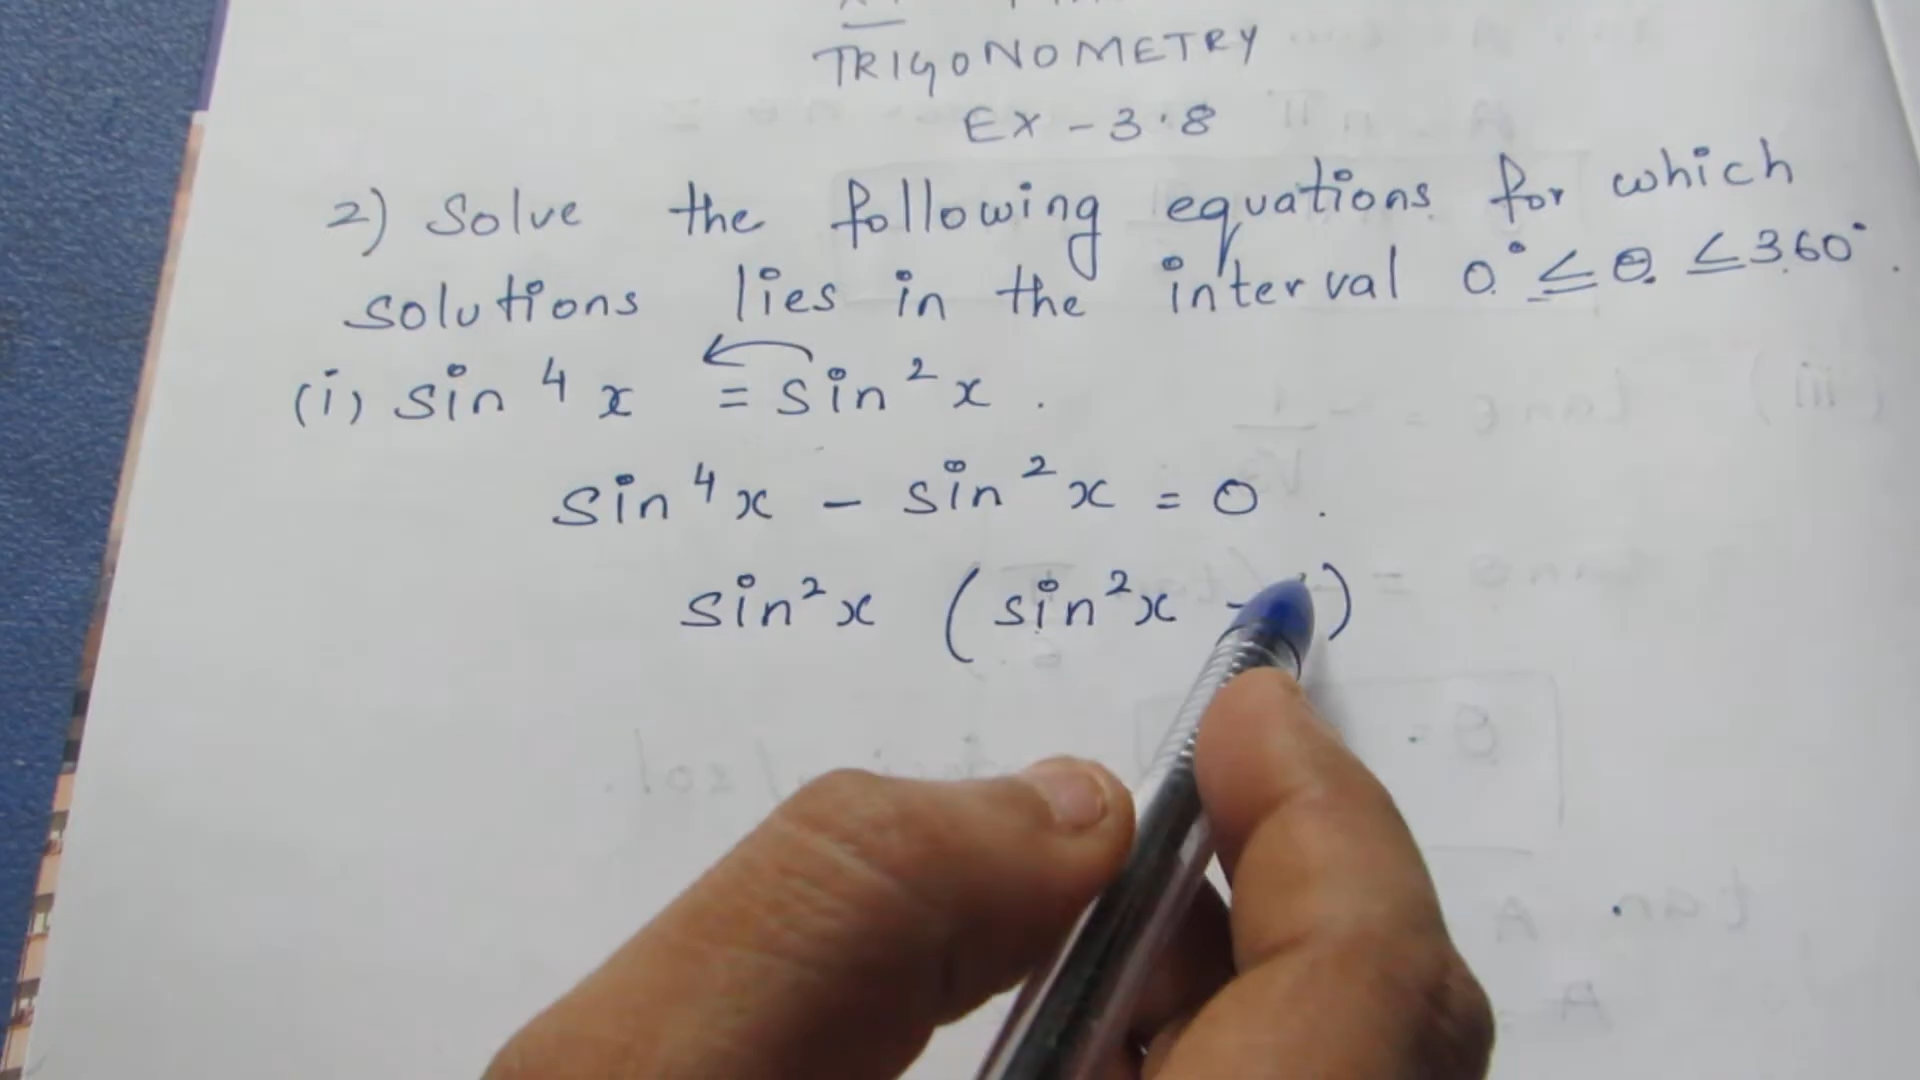 TRIGONOMETRY
EX - 3.8
2) Solve the following equations for which
solutions lies in the interval 0° ≤ θ ≤ 360°.
(i) sin⁴x = sin²x.
sin⁴x - sin²x = 0.
sin²x (sin²x - )